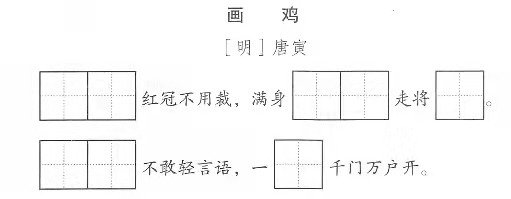 画 鸡
[明]唐寅
红冠不用裁，满身 走将 。
不敢轻言语，一 千门万户开。